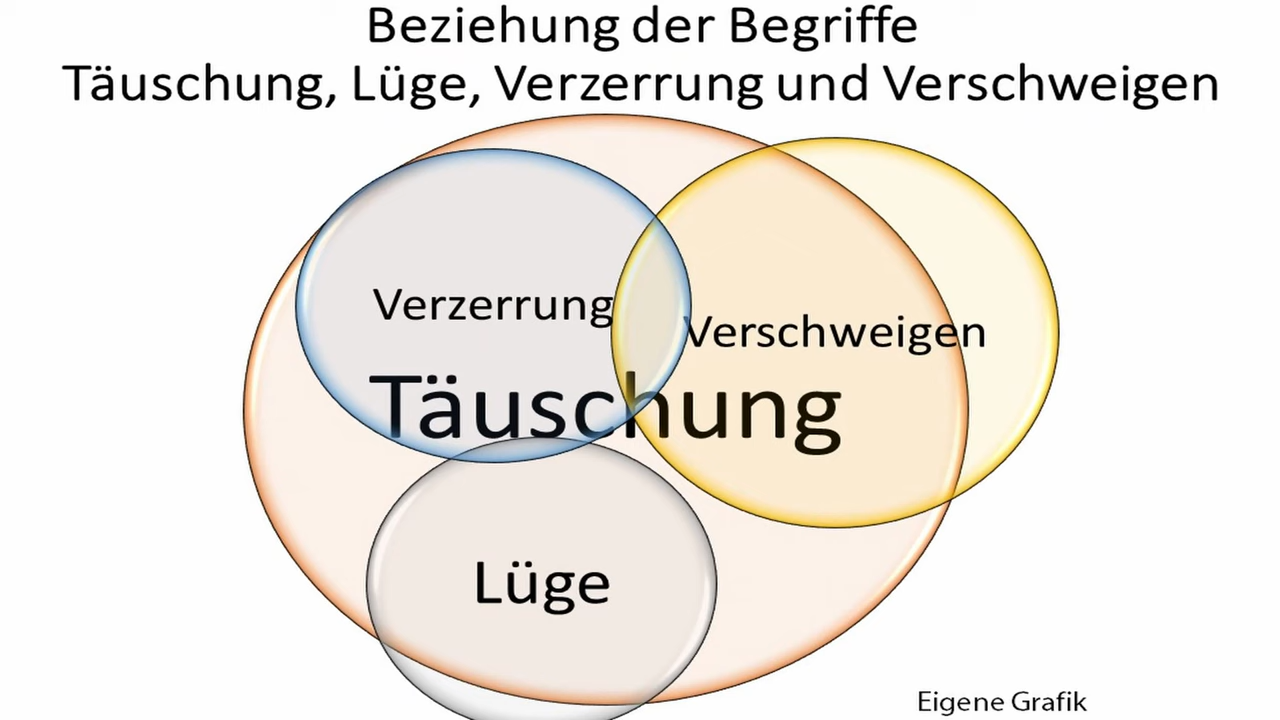 Beziehung der Begriffe
Täuschung, Lüge, Verzerrung und Verschweigen
Verzerrung
Verschweigen
Täuschung
Lüge
Eigene Grafik